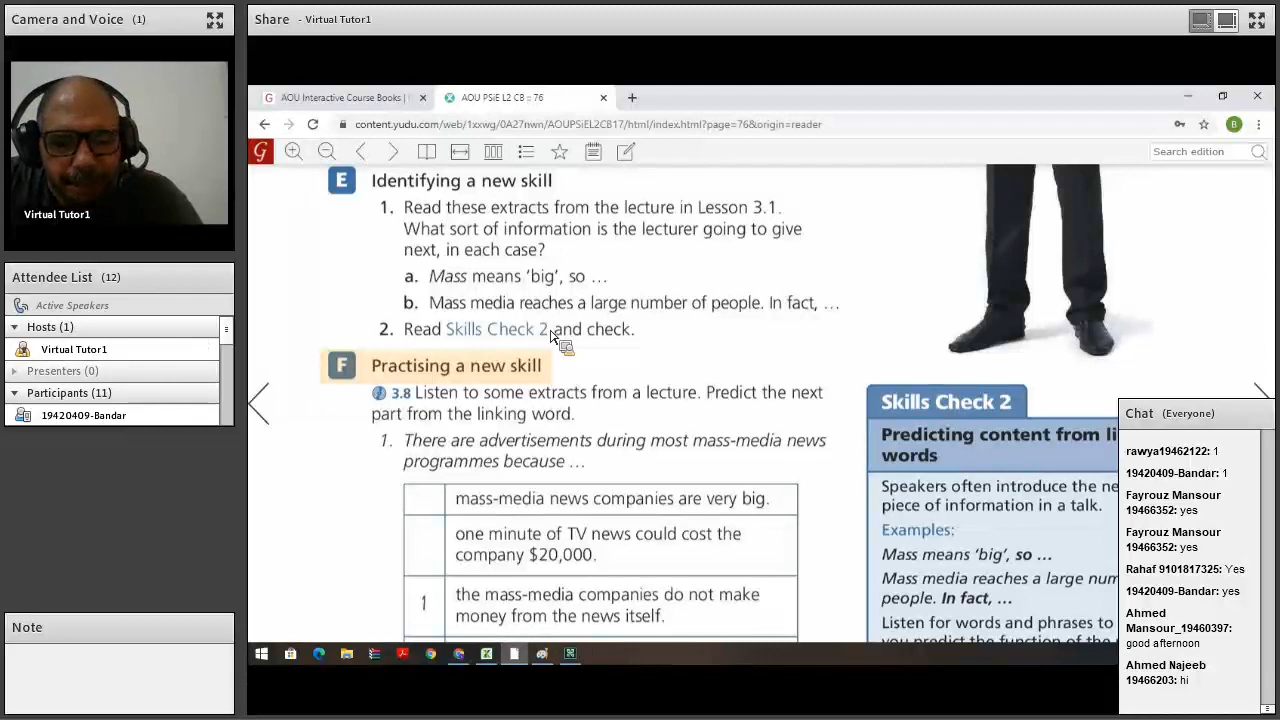 Camera and Voice (1)
Virtual Tutor1
Attendee List (12)
Active Speakers
Hosts (1)
Virtual Tutor1
Presenters (0)
Participants (11)
19420409-Bandar
Note
Share - Virtual Tutor1
AOU Interactive Course Books |
AOU PSiE L2 CB :: 76
content.yudu.com/web/1xxwg/0A27nwn/AOUPSiEL2CB17/html/index.html?page=76&origin=reader
B
G
Search edition
E Identifying a new skill
1. Read these extracts from the lecture in Lesson 3.1.
What sort of information is the lecturer going to give
next, in each case?
a. Mass means ‘big’, so …
b. Mass media reaches a large number of people. In fact, …
2. Read Skills Check 2 and check.
F Practising a new skill
3.8 Listen to some extracts from a lecture. Predict the next
part from the linking word.
1. There are advertisements during most mass-media news
programmes because …
mass-media news companies are very big.
one minute of TV news could cost the
company $20,000.
1 the mass-media companies do not make
money from the news itself.
Skills Check 2
Predicting content from li
words
Speakers often introduce the ne
piece of information in a talk.
Examples:
Mass means ‘big’, so …
Mass media reaches a large num
people. In fact, …
Listen for words and phrases to
you predict the function of the
Chat (Everyone)
rawya19462122: 1
19420409-Bandar: 1
Fayrouz Mansour
19466352: yes
Fayrouz Mansour
19466352: yes
Rahaf 9101817325: Yes
19420409-Bandar: yes
Ahmed
Mansour_19460397:
good afternoon
Ahmed Najeeb
19466203: hi